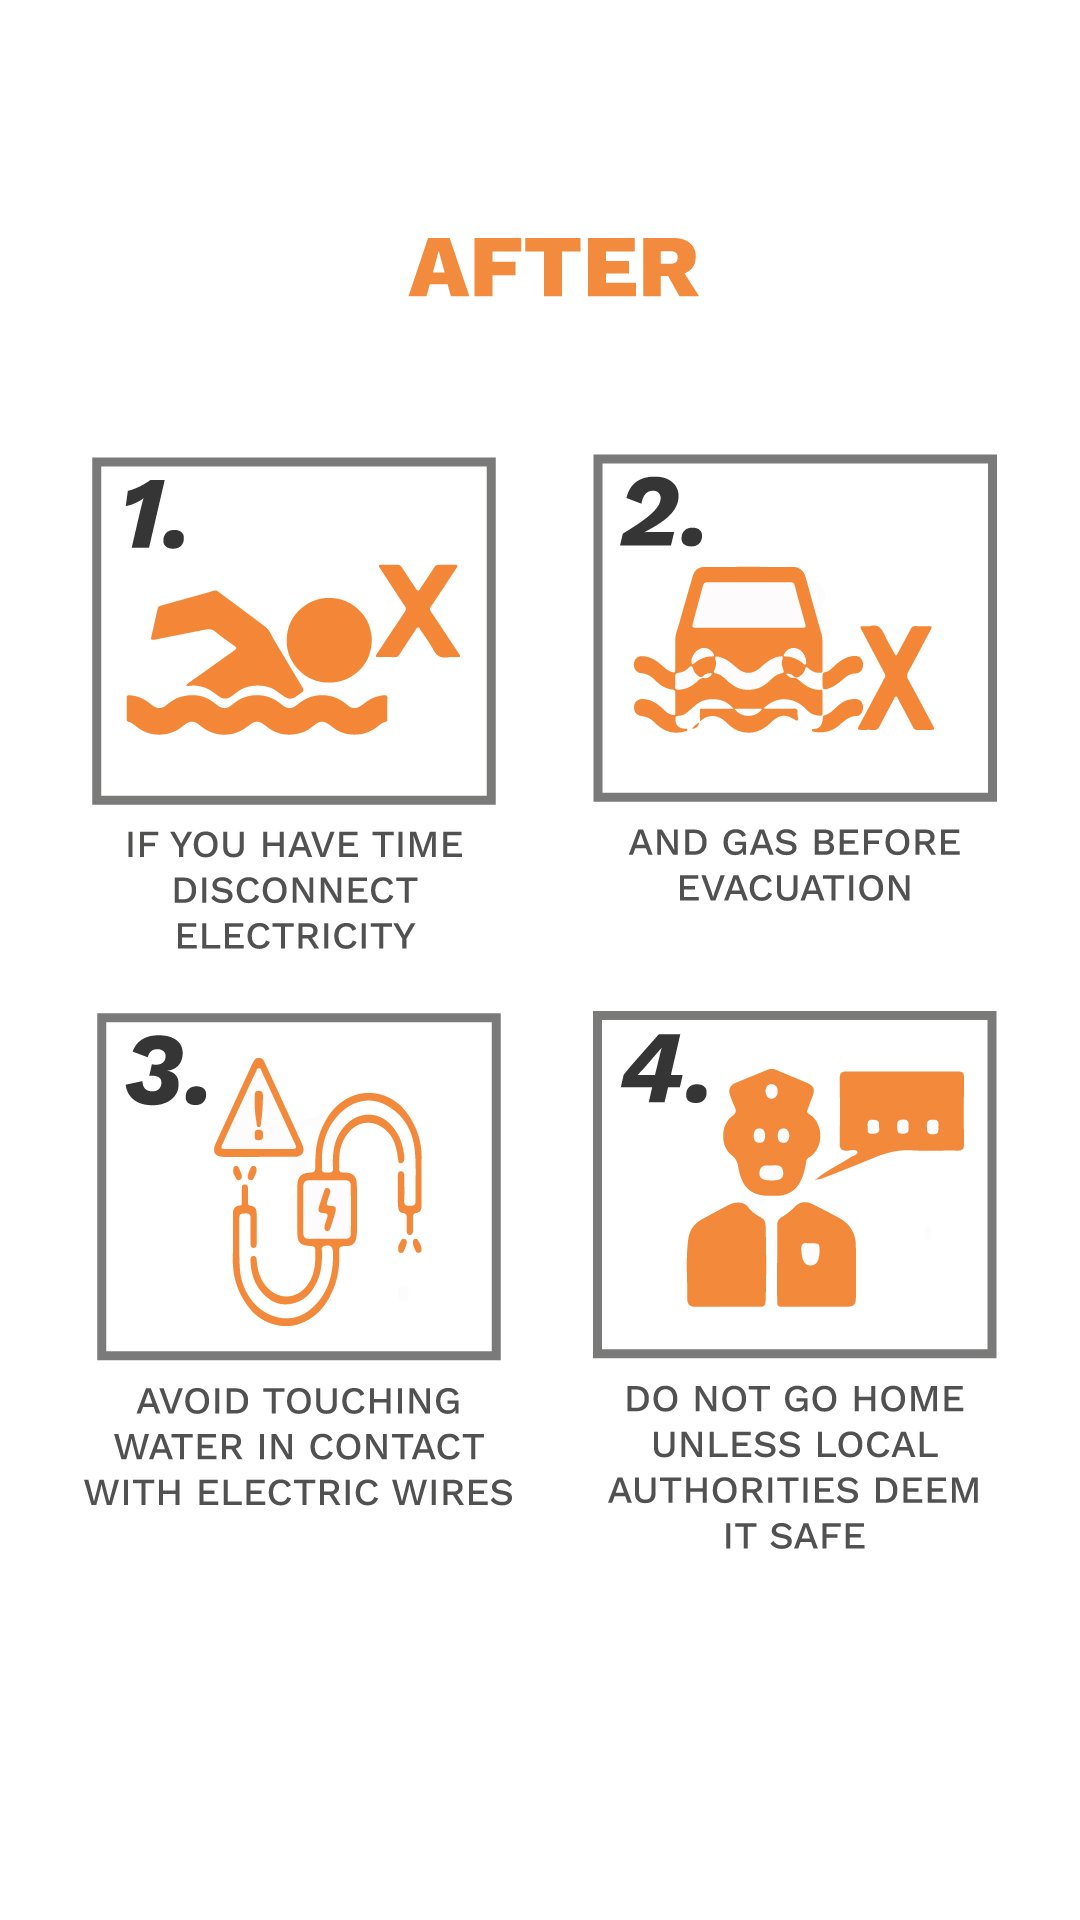 AFTER
1.
IF YOU HAVE TIME
DISCONNECT
ELECTRICITY
2.
AND GAS BEFORE
EVACUATION
3.
AVOID TOUCHING
WATER IN CONTACT
WITH ELECTRIC WIRES
4.
DO NOT GO HOME
UNLESS LOCAL
AUTHORITIES DEEM
IT SAFE